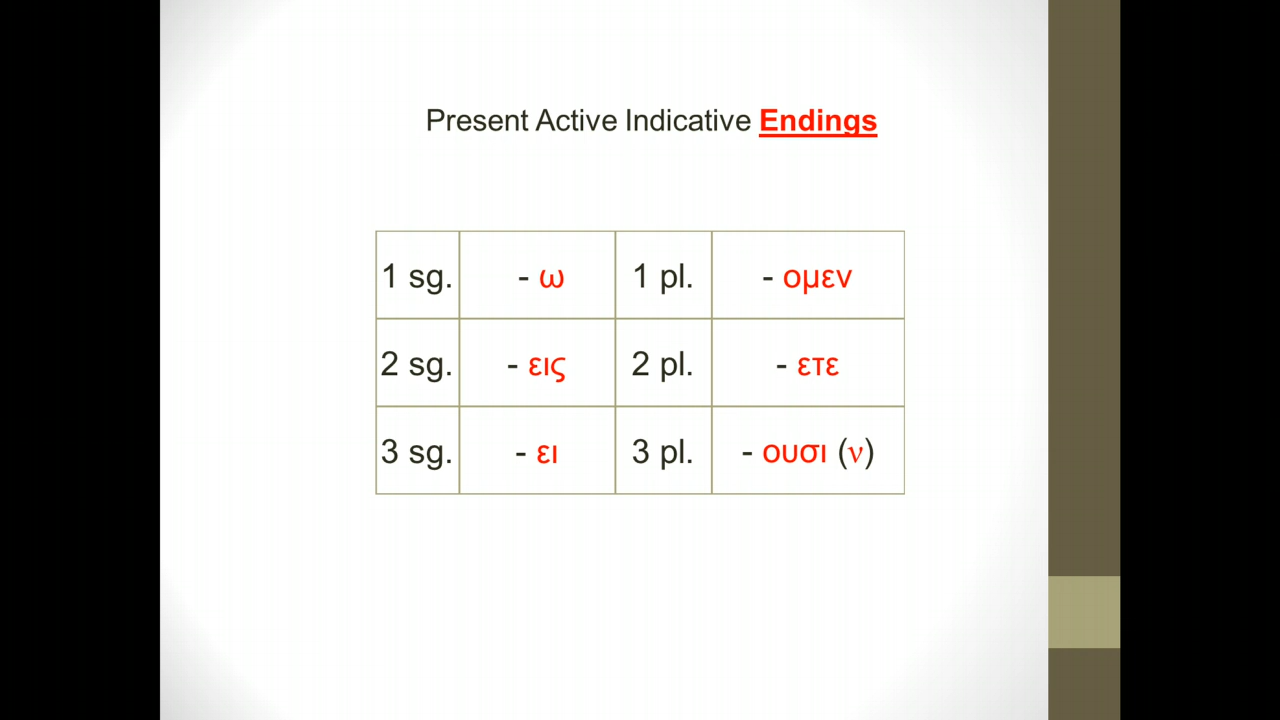 Present Active Indicative Endings
1 sg. - ω 1 pl. - ομεν
2 sg. - εις 2 pl. - ετε
3 sg. - ει 3 pl. - ουσι (ν)